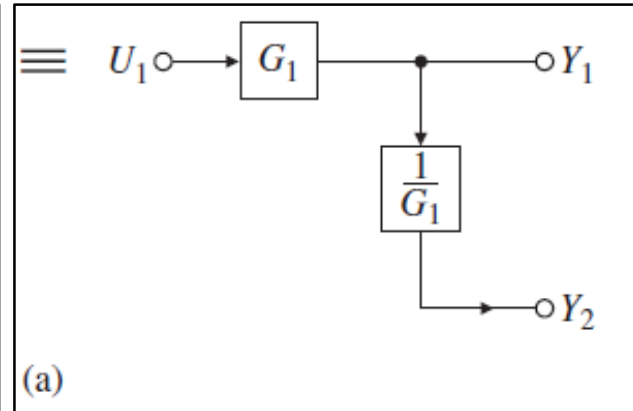 ≡ U₁ G₁ Y₁
1
G₁
Y₂
(a)